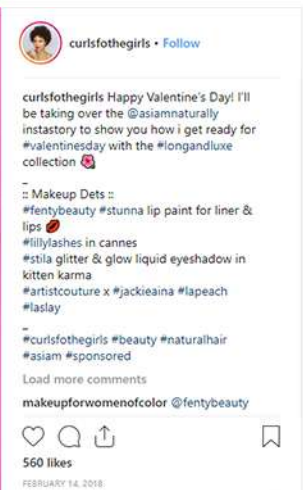 curlsfothegirls • Follow
curlsfothegirls Happy Valentine's Day! I'll
be taking over the @asiamnaturally
instastory to show you how i get ready for
#valentinesday with the #longandluxe
collection 🌺
_
:: Makeup Dets ::
#fentybeauty #stunna lip paint for liner &
lips 💋
#lillylashes in cannes
#stila glitter & glow liquid eyeshadow in
kitten karma
#artistcouture x #jackieaina #lapeach
#laslay
_
#curlsfothegirls #beauty #naturalhair
#asiam #sponsored
Load more comments
makeupforwomenofcolor @fentybeauty
560 likes
FEBRUARY 14, 2018